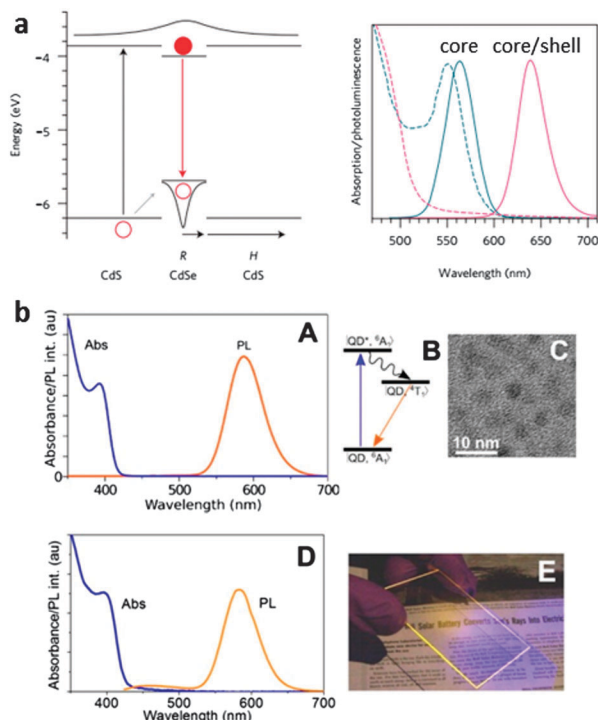 a
Energy (eV)
−4
−5
−6
R
H
CdS
CdSe
CdS
core
core/shell
Absorption/photoluminescence
500
550
600
650
700
Wavelength (nm)
b
Absorbance/PL int. (au)
Abs
PL
A
400
500
600
700
Wavelength (nm)
|QD*, ⁶A₁⟩
B
|QD, ⁴T₁⟩
|QD, ⁶A₁⟩
C
10 nm
Absorbance/PL int. (au)
Abs
PL
D
400
500
600
700
Wavelength (nm)
E
Solar Battery Converts Sun's Rays Into Electric